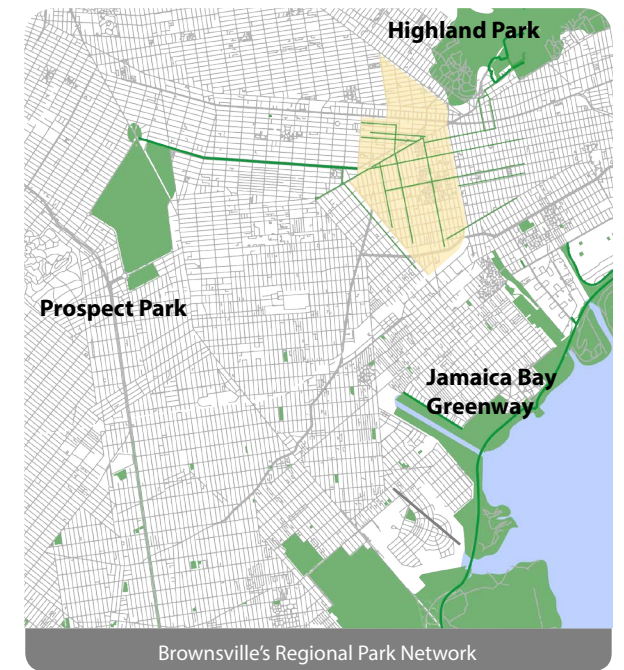 Highland Park
Prospect Park
Jamaica Bay
Greenway
Brownsville's Regional Park Network